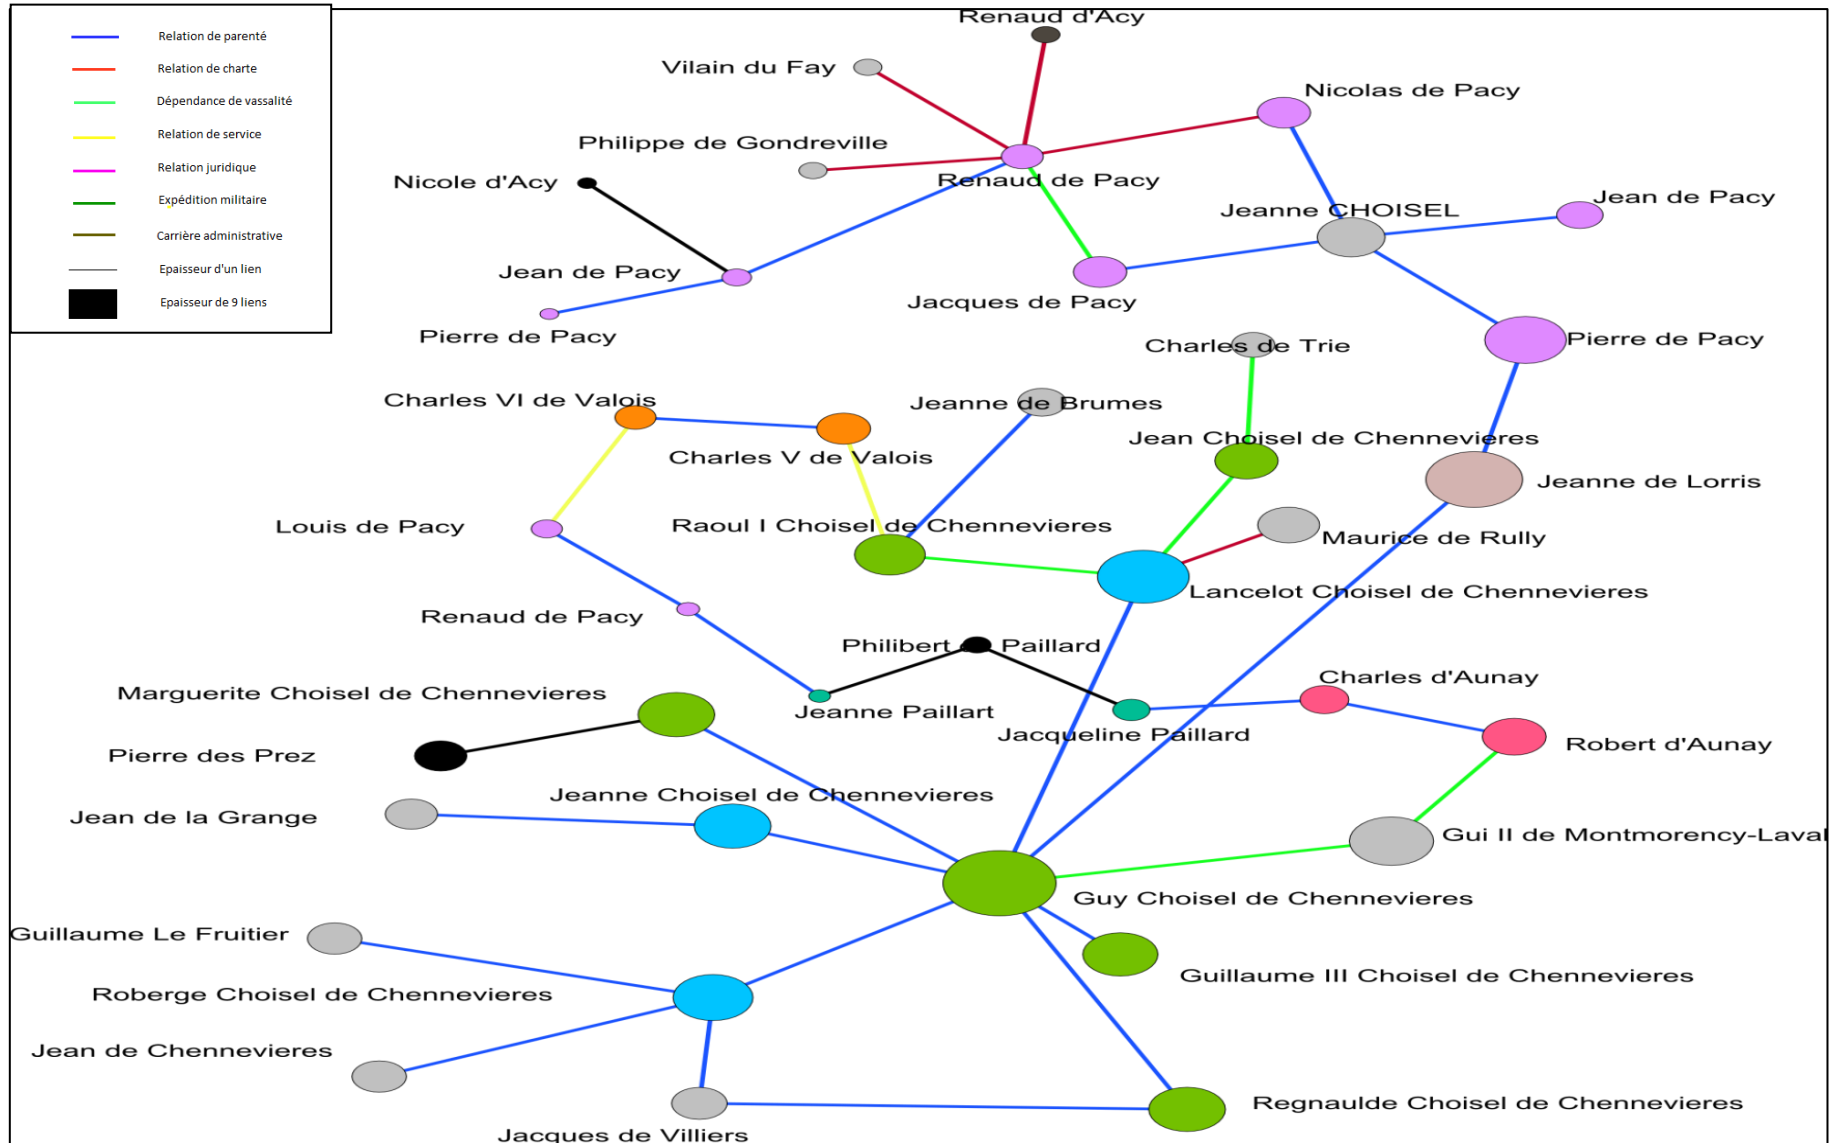 Relation de parenté
Relation de charte
Dépendance de vassalité
Relation de service
Relation juridique
Expédition militaire
Carrière administrative
Epaisseur d'un lien
Epaisseur de 9 liens
Renaud d'Acy
Vilain du Fay
Nicolas de Pacy
Philippe de Gondreville
Nicole d'Acy
Renaud de Pacy
Jean de Pacy
Jeanne CHOISEL
Jean de Pacy
Jacques de Pacy
Pierre de Pacy
Pierre de Pacy
Charles de Trie
Charles VI de Valois
Jeanne de Brumes
Jean Choisel de Chennevieres
Charles V de Valois
Jeanne de Lorris
Louis de Pacy
Raoul I Choisel de Chennevieres
Maurice de Rully
Lancelot Choisel de Chennevieres
Renaud de Pacy
Philibert Paillard
Charles d'Aunay
Marguerite Choisel de Chennevieres
Jeanne Paillart
Jacqueline Paillard
Robert d'Aunay
Pierre des Prez
Jeanne Choisel de Chennevieres
Jean de la Grange
Gui II de Montmorency-Laval
Guy Choisel de Chennevieres
Guillaume Le Fruitier
Guillaume III Choisel de Chennevieres
Roberge Choisel de Chennevieres
Jean de Chennevieres
Regnaulde Choisel de Chennevieres
Jacques de Villiers